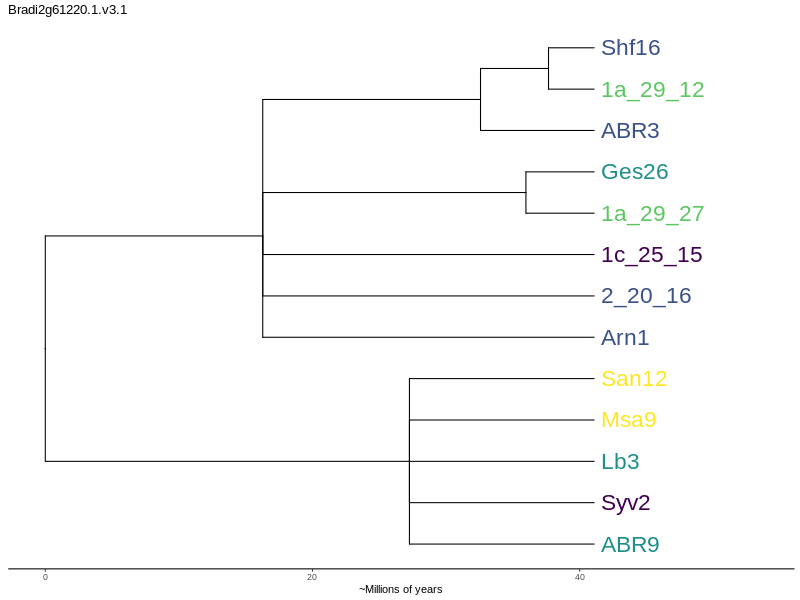 Bradi2g61220.1.v3.1
Shf16
1a_29_12
ABR3
Ges26
1a_29_27
1c_25_15
2_20_16
Arn1
San12
Msa9
Lb3
Syv2
ABR9
0 20 40
~Millions of years